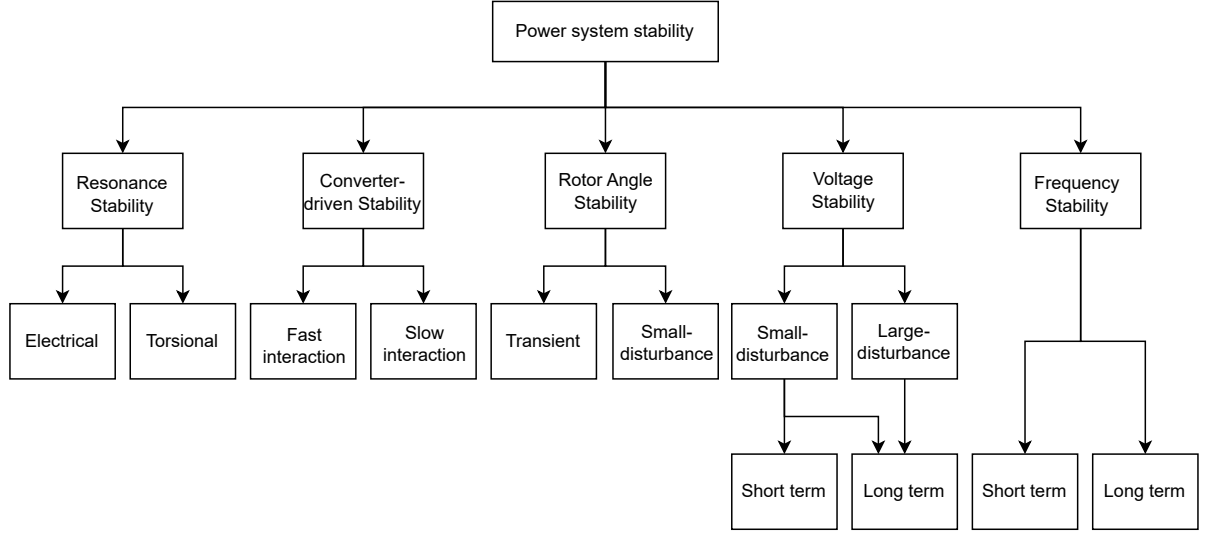 Power system stability
Resonance
Stability
Converter-
driven Stability
Rotor Angle
Stability
Voltage
Stability
Frequency
Stability
Electrical
Torsional
Fast
interaction
Slow
interaction
Transient
Small-
disturbance
Small-
disturbance
Large-
disturbance
Short term
Long term
Short term
Long term